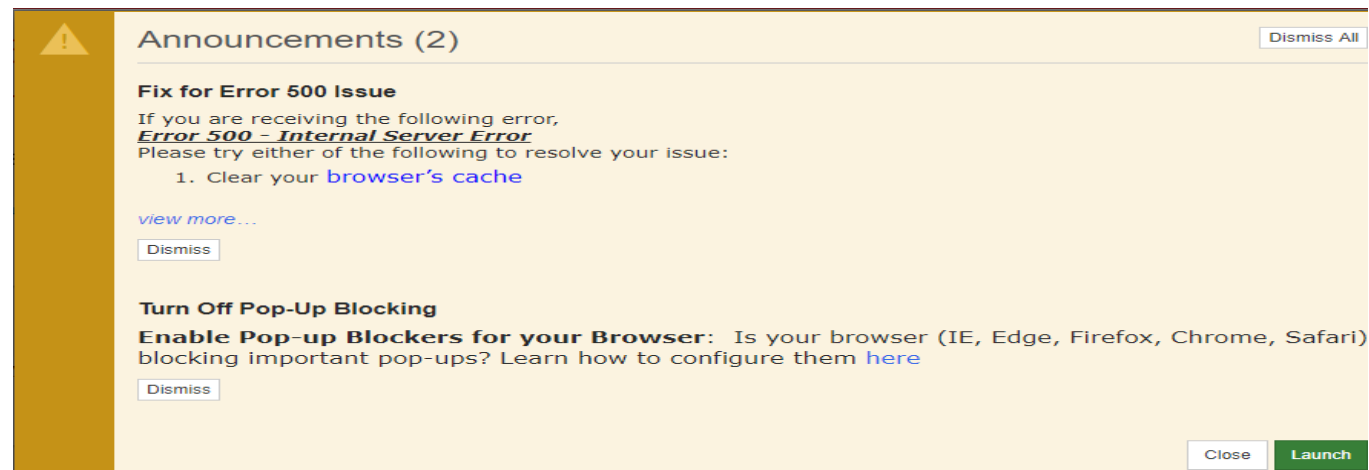 Announcements (2)
Dismiss All
Fix for Error 500 Issue
If you are receiving the following error,
Error 500 - Internal Server Error
Please try either of the following to resolve your issue:
1. Clear your browser's cache
view more...
Dismiss
Turn Off Pop-Up Blocking
Enable Pop-up Blockers for your Browser: Is your browser (IE, Edge, Firefox, Chrome, Safari)
blocking important pop-ups? Learn how to configure them here
Dismiss
Close
Launch